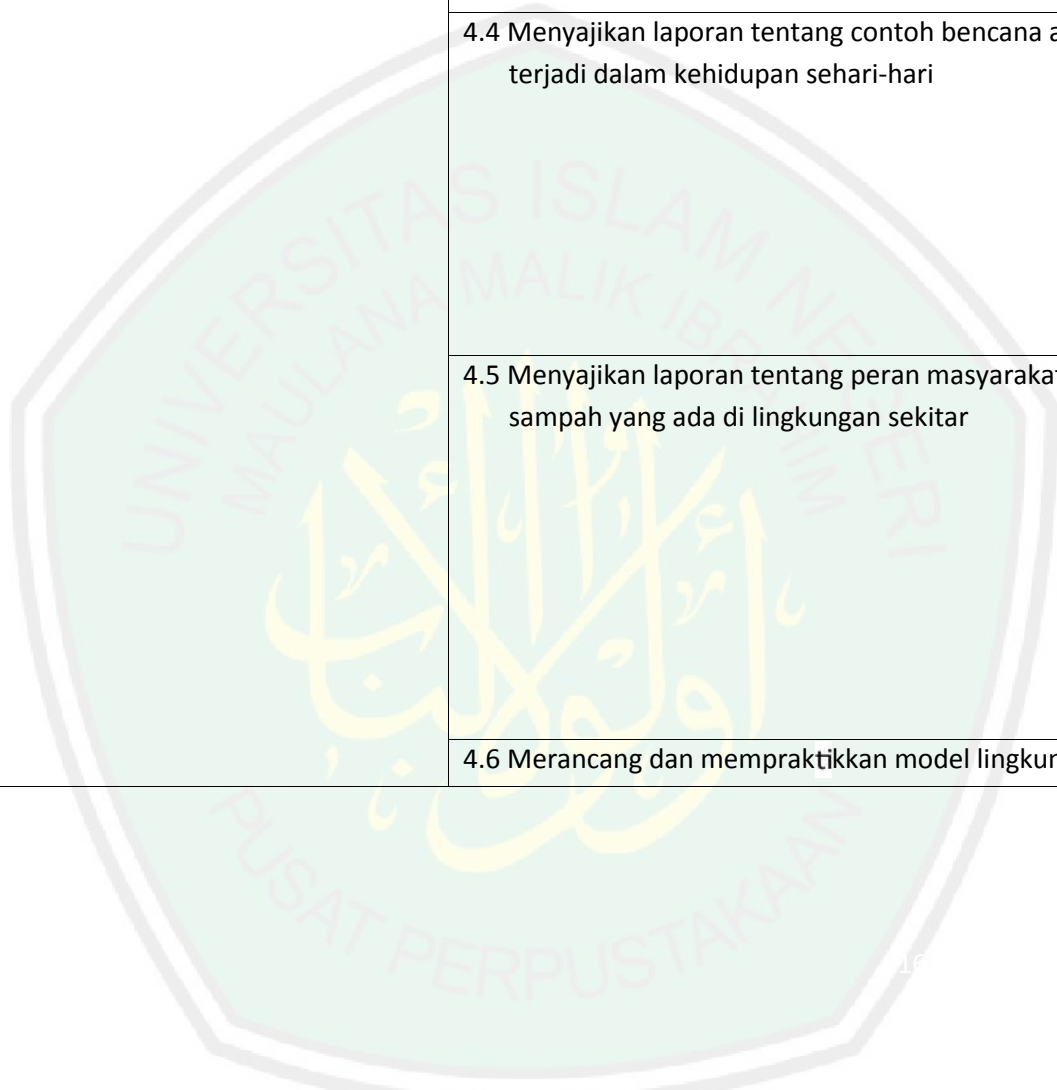 4.4 Menyajikan laporan tentang contoh bencana
terjadi dalam kehidupan sehari-hari
4.5 Menyajikan laporan tentang peran masyarakat
sampah yang ada di lingkungan sekitar
4.6 Merancang dan mempraktikkan model
UNIVERSITAS ISLAM NEGERI
MAULANA MALIK IBRAHIM
أولو الألباب
PUSAT PERPUSTAKAAN